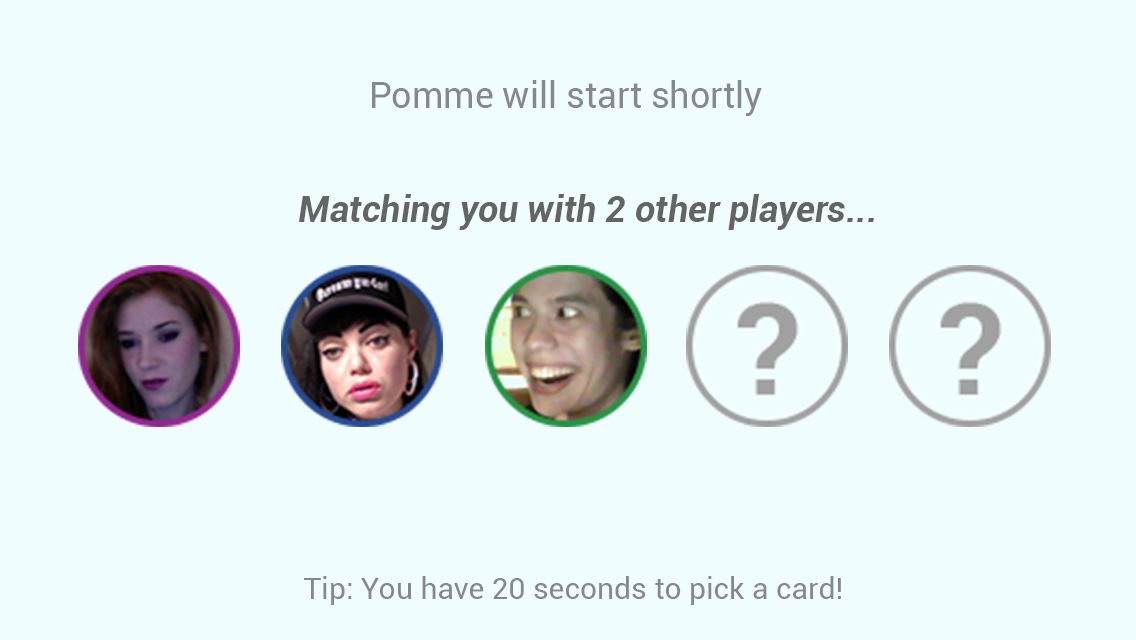 Pomme will start shortly
Matching you with 2 other players...
? ?
Tip: You have 20 seconds to pick a card!